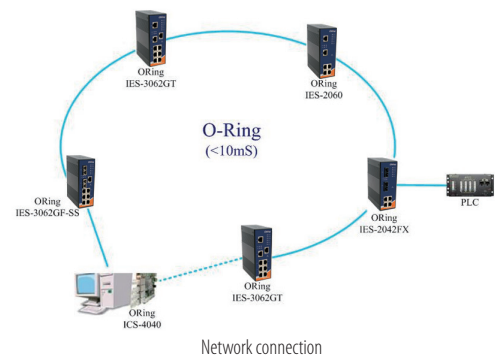 ORing
IES-3062GT
ORing
IES-2060
O-Ring
(<10mS)
ORing
IES-3062GF-SS
ORing
IES-2042FX
PLC
ORing
IES-3062GT
ORing
ICS-4040
Network connection